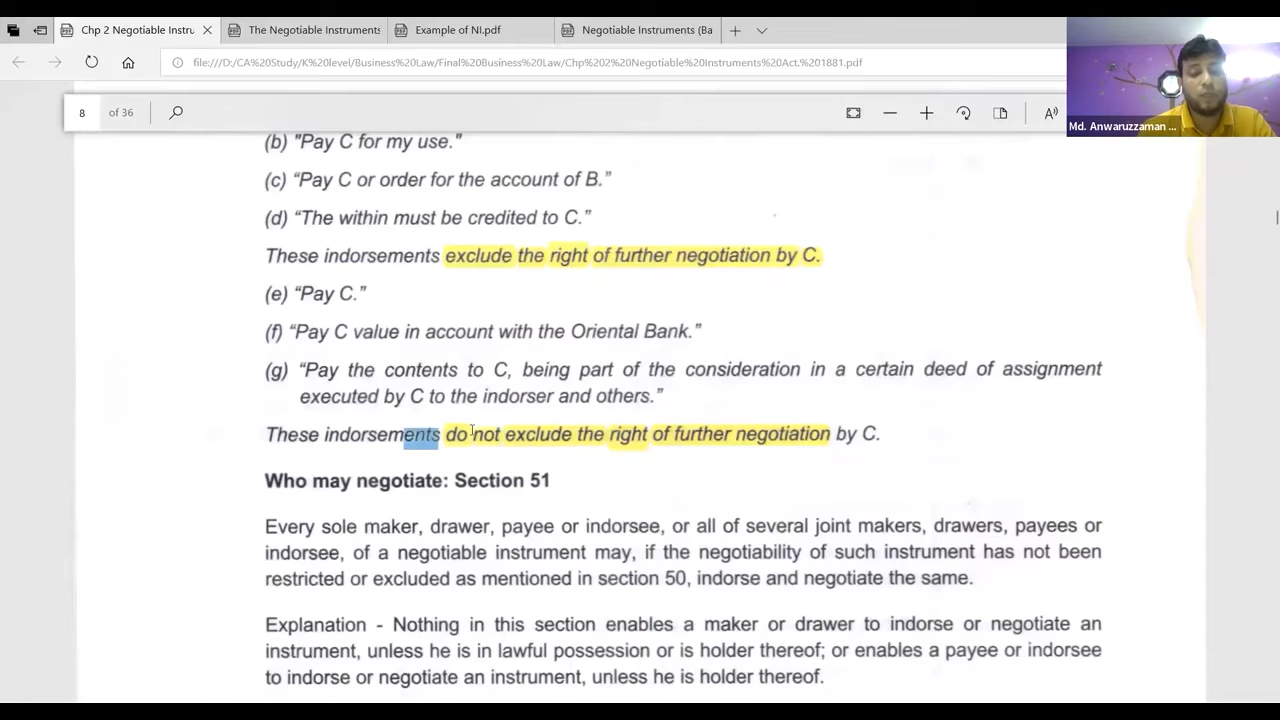 Chp 2 Negotiable Instru
The Negotiable Instruments
Example of NI.pdf
Negotiable Instruments (Ba
file:///D:/CA%20Study/K%20level/Business%20Law/Final%20Business%20Law/Chp%202%20Negotiable%20Instruments%20Act,%201881.pdf
8 of 36
Md. Anwaruzzaman ...
(b) "Pay C for my use."
(c) “Pay C or order for the account of B.”
(d) “The within must be credited to C.”
These indorsements exclude the right of further negotiation by C.
(e) “Pay C.”
(f) “Pay C value in account with the Oriental Bank.”
(g) “Pay the contents to C, being part of the consideration in a certain deed of assignment
executed by C to the indorser and others.”
These indorsements do not exclude the right of further negotiation by C.
Who may negotiate: Section 51
Every sole maker, drawer, payee or indorsee, or all of several joint makers, drawers, payees or
indorsee, of a negotiable instrument may, if the negotiability of such instrument has not been
restricted or excluded as mentioned in section 50, indorse and negotiate the same.
Explanation - Nothing in this section enables a maker or drawer to indorse or negotiate an
instrument, unless he is in lawful possession or is holder thereof; or enables a payee or indorsee
to indorse or negotiate an instrument, unless he is holder thereof.